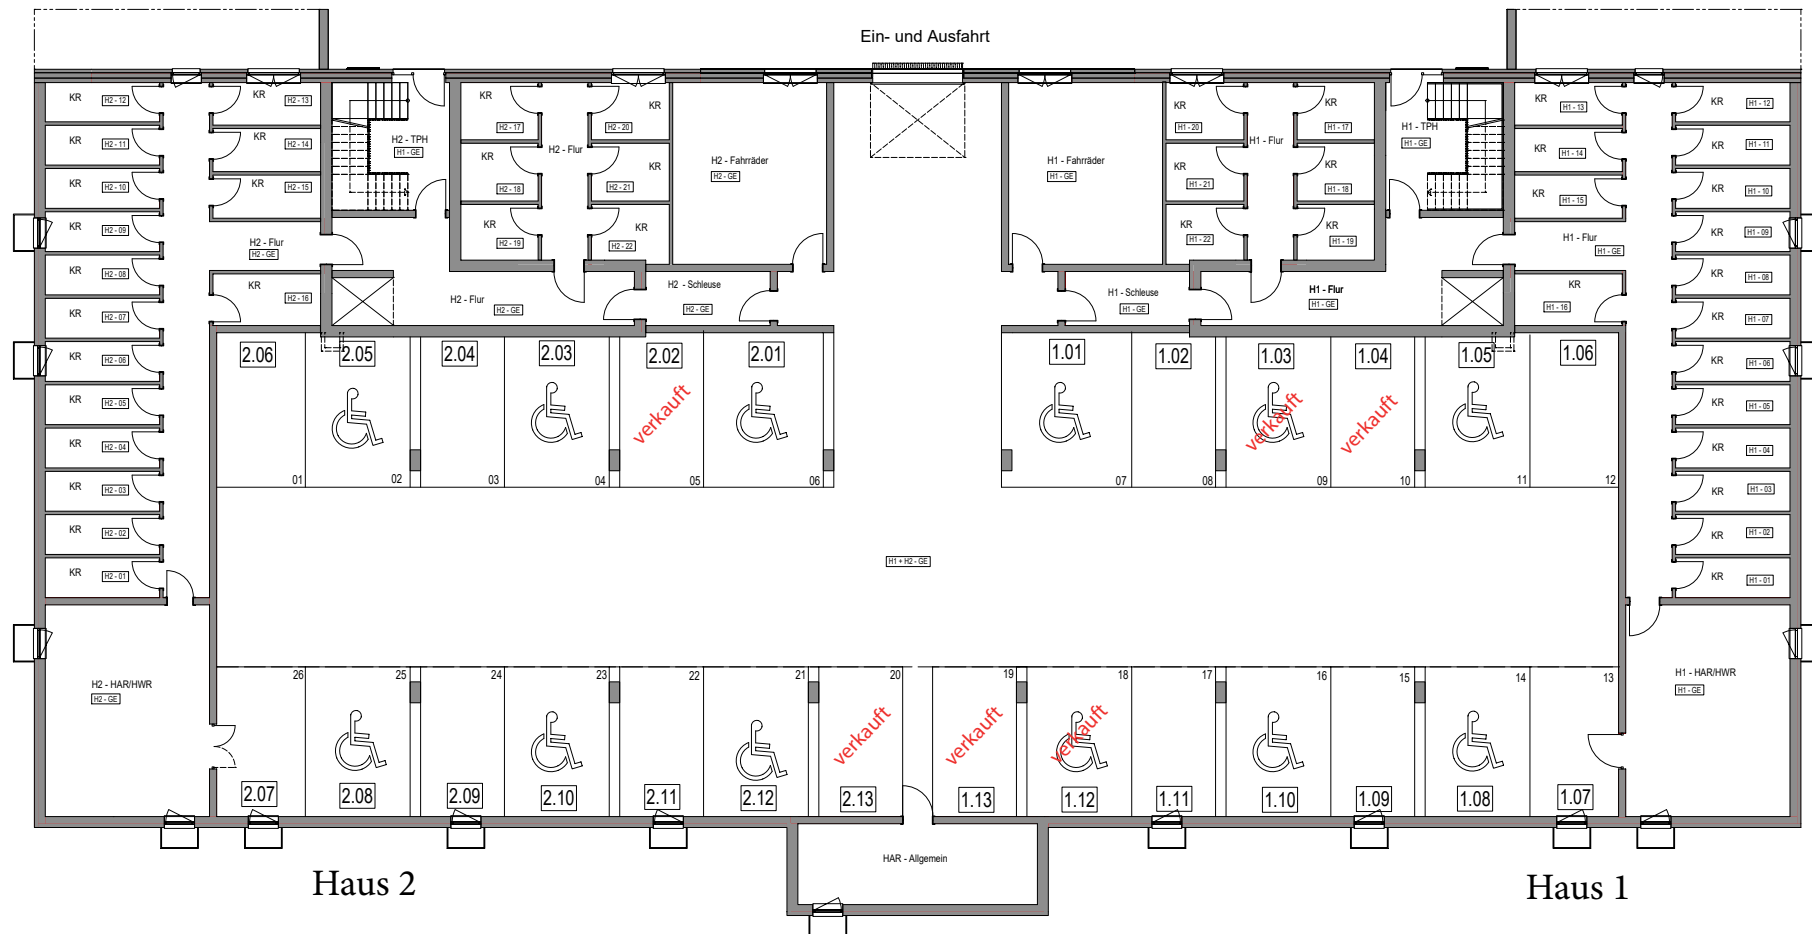 Ein- und Ausfahrt
KR H2 - 12
KR H2 - 13
KR H2 - 11
KR H2 - 14
KR H2 - 10
KR H2 - 15
KR H2 - 09
H2 - Flur
H2 - GE
KR H2 - 08
KR H2 - 16
KR H2 - 07
KR H2 - 06
KR H2 - 05
KR H2 - 04
KR H2 - 03
KR H2 - 02
KR H2 - 01
H2 - HAR/HWR
H2 - GE
H2 - TPH
H1 - GE
KR H2 - 17
KR H2 - 20
H2 - Flur
KR H2 - 18
KR H2 - 21
KR H2 - 19
KR H2 - 22
H2 - Fahrräder
H2 - GE
H2 - Flur
H2 - GE
H2 - Schleuse
H2 - GE
H1 - Fahrräder
H1 - GE
KR H1 - 20
KR H1 - 17
H1 - Flur
KR H1 - 21
KR H1 - 18
KR H1 - 22
KR H1 - 19
H1 - TPH
H1 - GE
H1 - Schleuse
H1 - GE
H1 - Flur
H1 - GE
KR H1 - 13
KR H1 - 12
KR H1 - 14
KR H1 - 11
KR H1 - 15
KR H1 - 10
H1 - Flur
H1 - GE
KR H1 - 09
KR H1 - 16
KR H1 - 08
KR H1 - 07
KR H1 - 06
KR H1 - 05
KR H1 - 04
KR H1 - 03
KR H1 - 02
KR H1 - 01
H1 - HAR/HWR
H1 - GE
2.06 2.05 2.04 2.03 2.02 2.01 1.01 1.02 1.03 1.04 1.05 1.06
verkauft verkauft verkauft
01 02 03 04 05 06 07 08 09 10 11 12
H1 + H2 - GE
26 25 24 23 22 21 20 19 18 17 16 15 14 13
verkauft verkauft verkauft
2.07 2.08 2.09 2.10 2.11 2.12 2.13 1.13 1.12 1.11 1.10 1.09 1.08 1.07
HAR - Allgemein
Haus 2
Haus 1